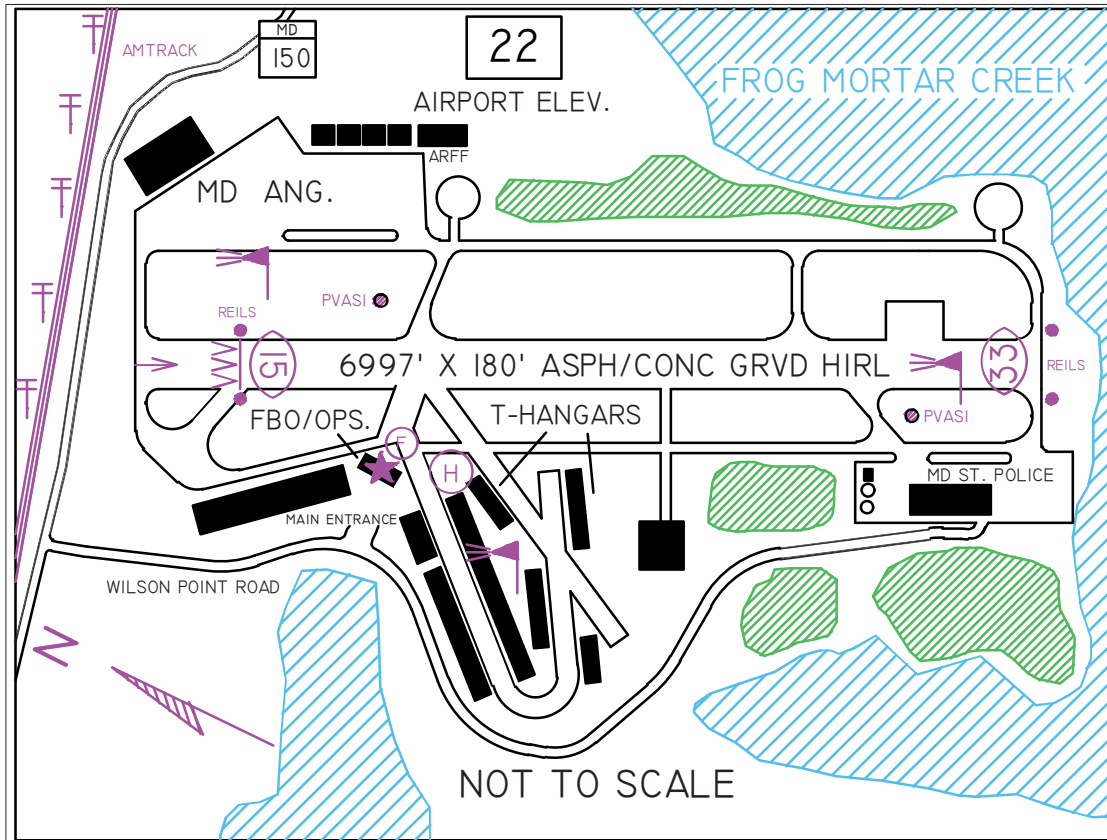 MD
22
AMTRACK
150
FROG MORTAR CREEK
AIRPORT ELEV.
ARFF
MD ANG.
PVASI
REILS
15
6997' X 180' ASPH/CONC GRVD HIRL
33
REILS
FBO/OPS.
T-HANGARS
PVASI
F
H
MD ST. POLICE
MAIN ENTRANCE
WILSON POINT ROAD
N
NOT TO SCALE